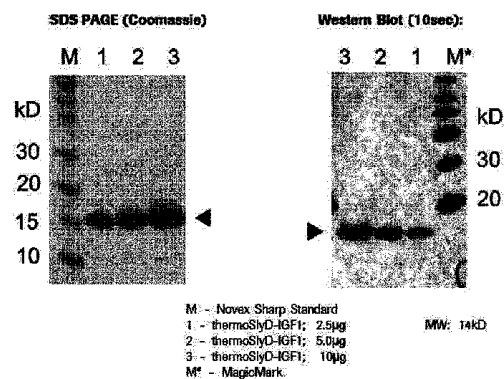 SDS PAGE (Coomassie)
Western Blot (10sec):
M 1 2 3
3 2 1 M*
kD
30
20
15
10
kD
30
20
M - Novex Sharp Standard
1 - thermoSlyD-IGF1; 2.5µg
2 - thermoSlyD-IGF1; 5.0µg
3 - thermoSlyD-IGF1; 10µg
M* - MagicMark
MW: 14kD